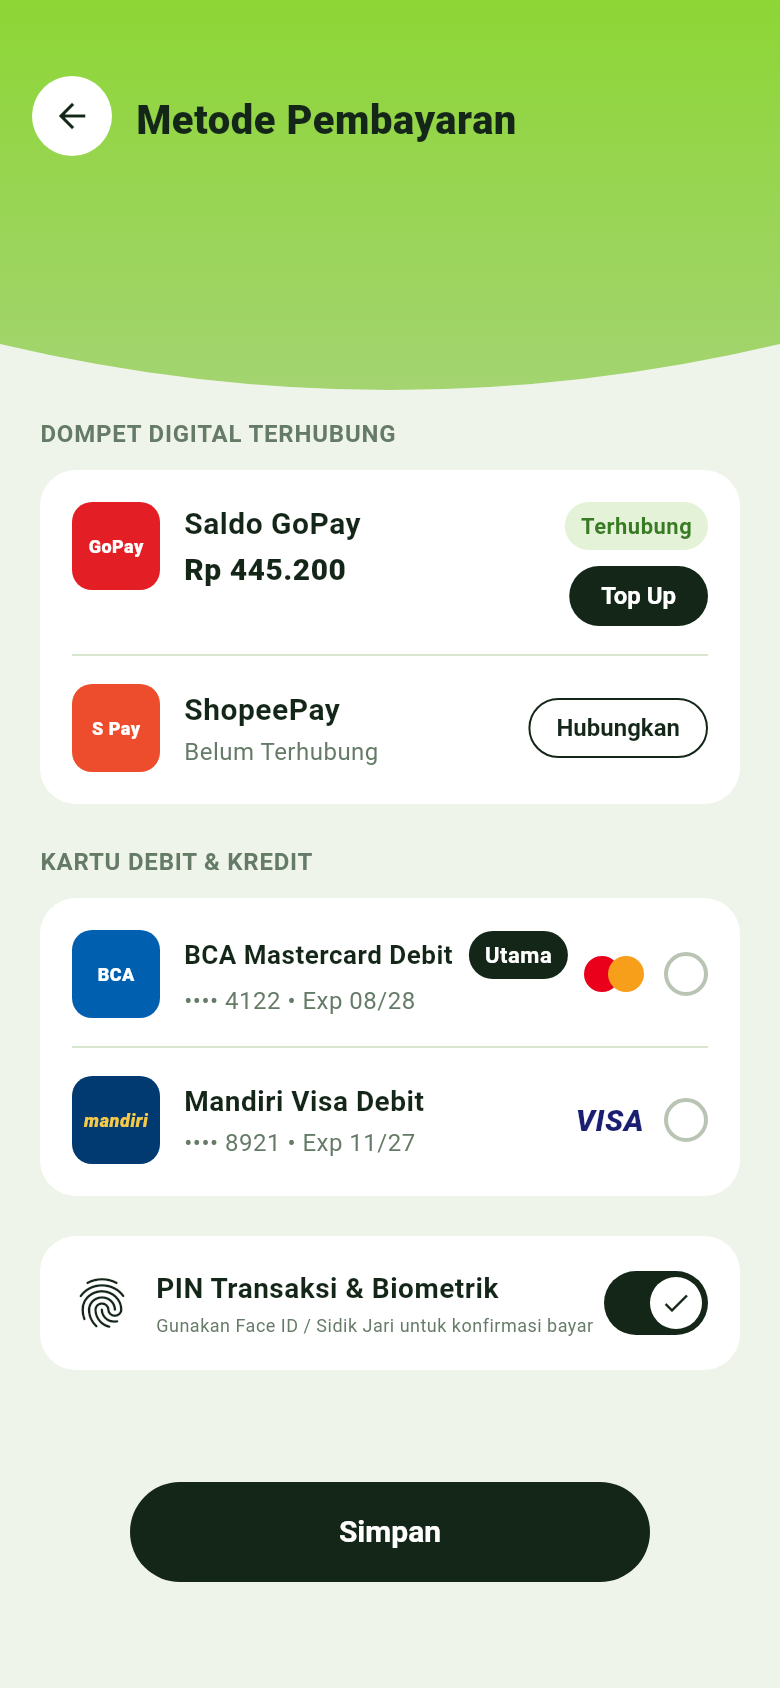 Metode Pembayaran
DOMPET DIGITAL TERHUBUNG
GoPay
Saldo GoPay
Rp 445.200
Terhubung
Top Up
S Pay
ShopeePay
Belum Terhubung
Hubungkan
KARTU DEBIT & KREDIT
BCA
BCA Mastercard Debit
Utama
•••• 4122 • Exp 08/28
mandiri
Mandiri Visa Debit
•••• 8921 • Exp 11/27
VISA
PIN Transaksi & Biometrik
Gunakan Face ID / Sidik Jari untuk konfirmasi bayar
Simpan